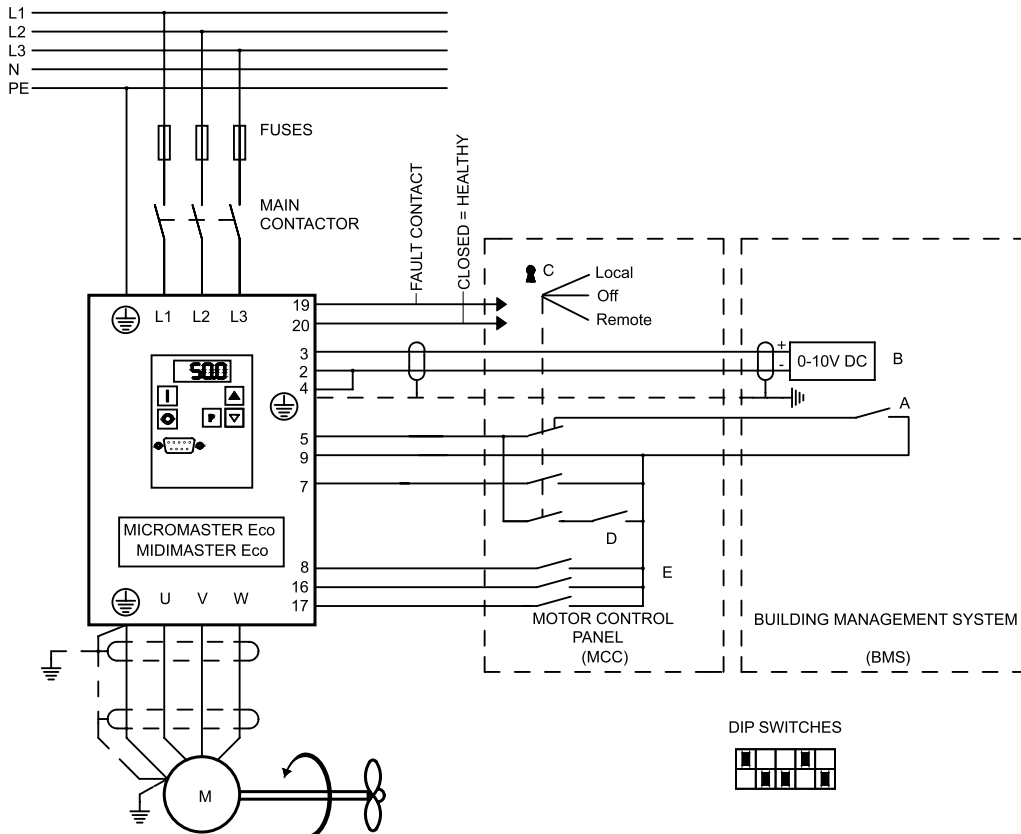 L1
L2
L3
N
PE
FUSES
MAIN
CONTACTOR
FAULT CONTACT
CLOSED = HEALTHY
C
Local
Off
Remote
L1 L2 L3
19
20
3
2
4
+
-
0-10V DC
B
50.0
I
P
A
5
9
7
MICROMASTER Eco
MIDIMASTER Eco
D
8
16
17
E
U V W
MOTOR CONTROL
PANEL
(MCC)
BUILDING MANAGEMENT SYSTEM
(BMS)
DIP SWITCHES
M